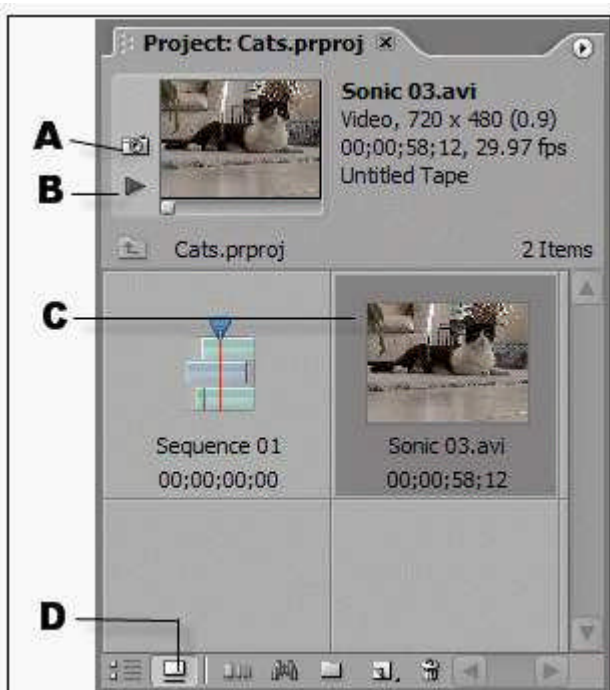 Project: Cats.prproj
Sonic 03.avi
Video, 720 x 480 (0.9)
00;00;58;12, 29.97 fps
Untitled Tape
A
B
Cats.prproj 2 Items
C
Sequence 01 Sonic 03.avi
00;00;00;00 00;00;58;12
D